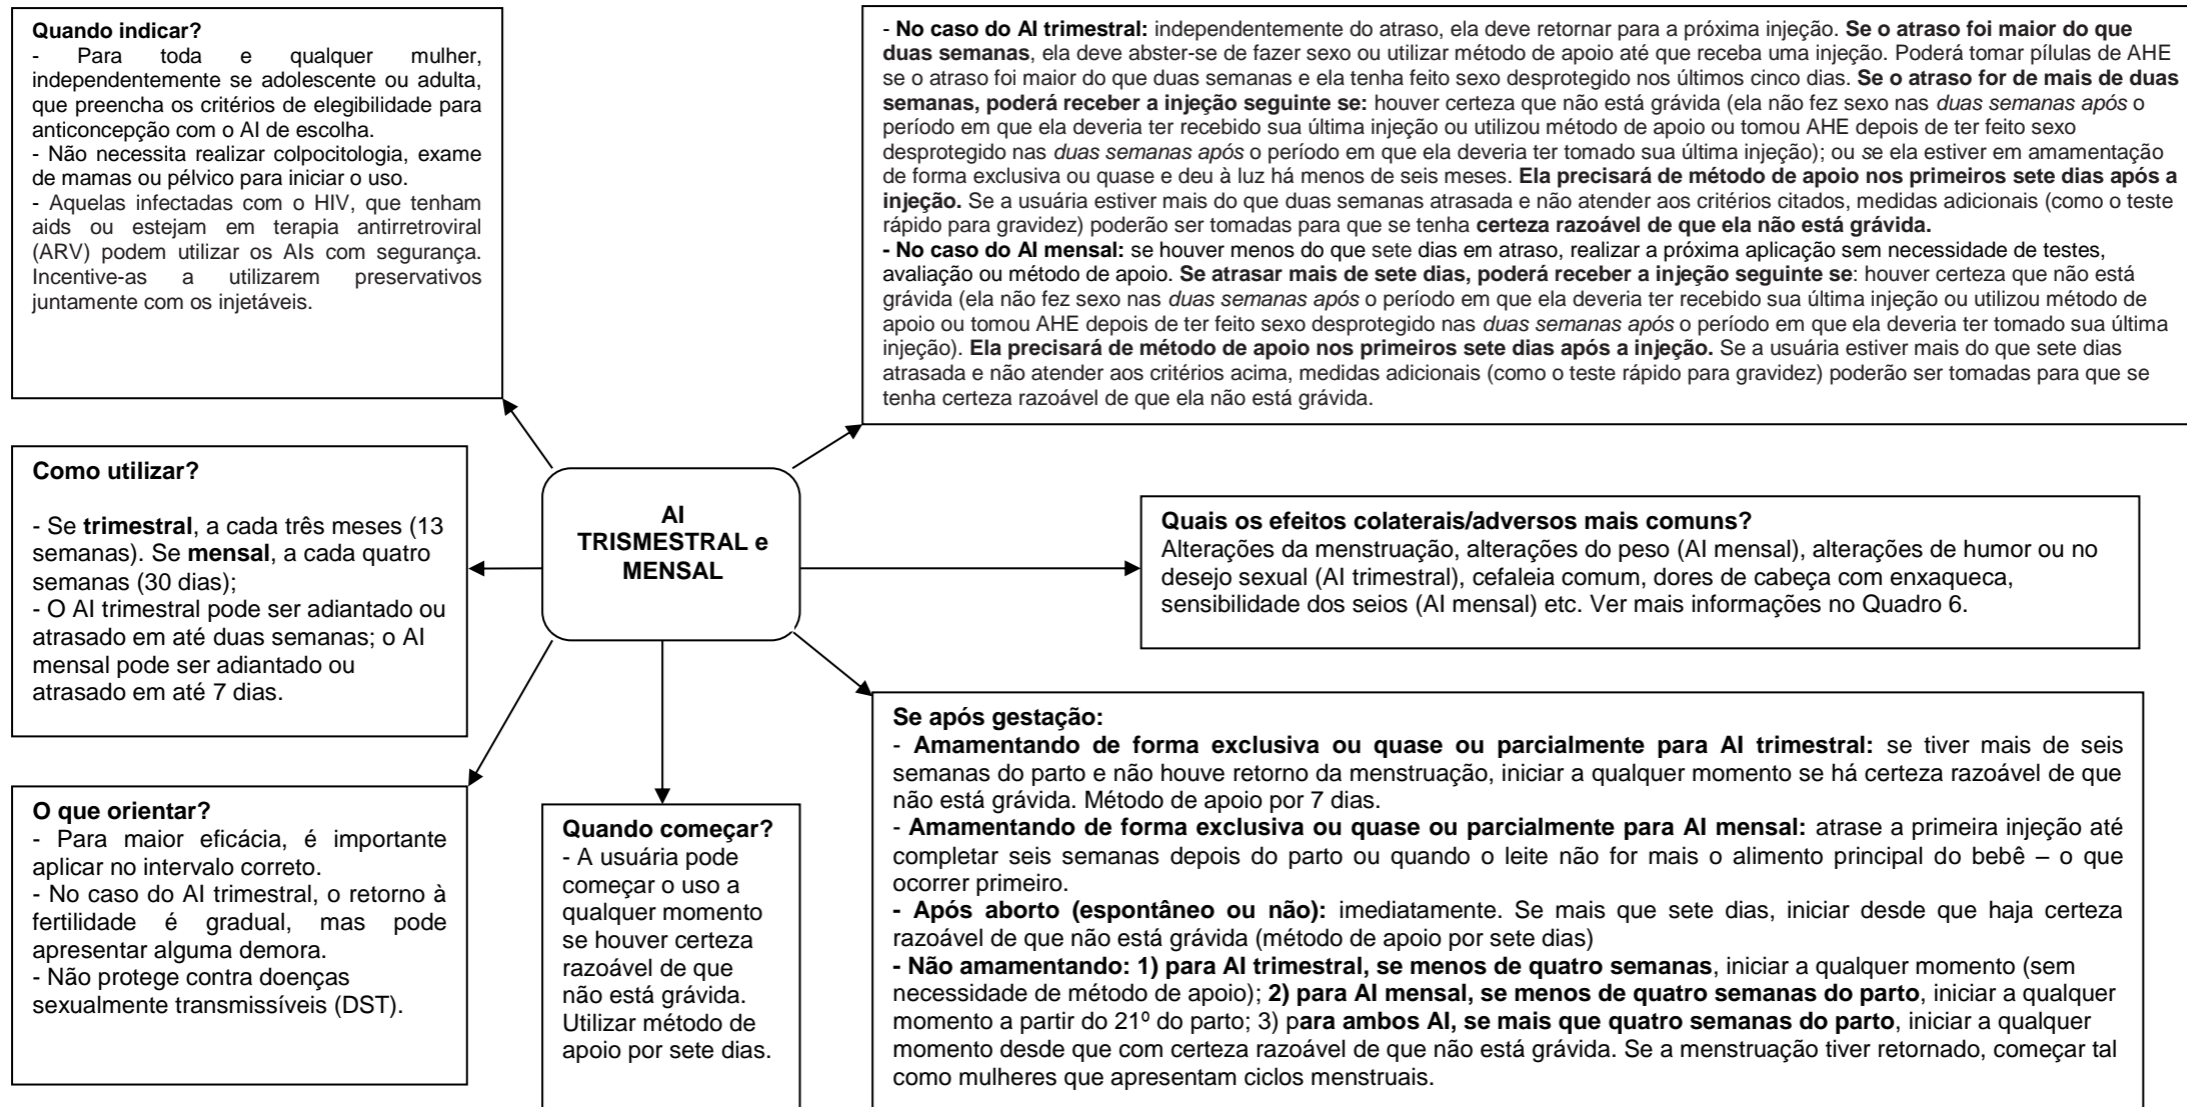 Quando indicar?
- Para toda e qualquer mulher,
independentemente se adolescente ou adulta,
que preencha os critérios de elegibilidade para
anticoncepção com o AI de escolha.
- Não necessita realizar colpocitologia, exame
de mamas ou pélvico para iniciar o uso.
- Aquelas infectadas com o HIV, que tenham
aids ou estejam em terapia antirretroviral
(ARV) podem utilizar os AIs com segurança.
Incentive-as a utilizarem preservativos
juntamente com os injetáveis.
- No caso do AI trimestral: independentemente do atraso, ela deve retornar para a próxima injeção. Se o atraso foi maior do que
duas semanas, ela deve abster-se de fazer sexo ou utilizar método de apoio até que receba uma injeção. Poderá tomar pílulas de AHE
se o atraso foi maior do que duas semanas e ela tenha feito sexo desprotegido nos últimos cinco dias. Se o atraso for de mais de duas
semanas, poderá receber a injeção seguinte se: houver certeza que não está grávida (ela não fez sexo nas duas semanas após o
período em que ela deveria ter recebido sua última injeção ou utilizou método de apoio ou tomou AHE depois de ter feito sexo
desprotegido nas duas semanas após o período em que ela deveria ter tomado sua última injeção); ou se ela estiver em amamentação
de forma exclusiva ou quase e deu à luz há menos de seis meses. Ela precisará de método de apoio nos primeiros sete dias após a
injeção. Se a usuária estiver mais do que duas semanas atrasada e não atender aos critérios citados, medidas adicionais (como o teste
rápido para gravidez) poderão ser tomadas para que se tenha certeza razoável de que ela não está grávida.
- No caso do AI mensal: se houver menos do que sete dias em atraso, realizar a próxima aplicação sem necessidade de testes,
avaliação ou método de apoio. Se atrasar mais de sete dias, poderá receber a injeção seguinte se: houver certeza que não está
grávida (ela não fez sexo nas duas semanas após o período em que ela deveria ter recebido sua última injeção ou utilizou método de
apoio ou tomou AHE depois de ter feito sexo desprotegido nas duas semanas após o período em que ela deveria ter tomado sua última
injeção). Ela precisará de método de apoio nos primeiros sete dias após a injeção. Se a usuária estiver mais do que sete dias
atrasada e não atender aos critérios acima, medidas adicionais (como o teste rápido para gravidez) poderão ser tomadas para que se
tenha certeza razoável de que ela não está grávida.
Como utilizar?
- Se trimestral, a cada três meses (13
semanas). Se mensal, a cada quatro
semanas (30 dias);
- O AI trimestral pode ser adiantado ou
atrasado em até duas semanas; o AI
mensal pode ser adiantado ou
atrasado em até 7 dias.
AI
TRISMESTRAL e
MENSAL
Quais os efeitos colaterais/adversos mais comuns?
Alterações da menstruação, alterações do peso (AI mensal), alterações de humor ou no
desejo sexual (AI trimestral), cefaleia comum, dores de cabeça com enxaqueca,
sensibilidade dos seios (AI mensal) etc. Ver mais informações no Quadro 6.
O que orientar?
- Para maior eficácia, é importante
aplicar no intervalo correto.
- No caso do AI trimestral, o retorno à
fertilidade é gradual, mas pode
apresentar alguma demora.
- Não protege contra doenças
sexualmente transmissíveis (DST).
Quando começar?
- A usuária pode
começar o uso a
qualquer momento
se houver certeza
razoável de que
não está grávida.
Utilizar método de
apoio por sete dias.
Se após gestação:
- Amamentando de forma exclusiva ou quase ou parcialmente para AI trimestral: se tiver mais de seis
semanas do parto e não houve retorno da menstruação, iniciar a qualquer momento se há certeza razoável de que
não está grávida. Método de apoio por 7 dias.
- Amamentando de forma exclusiva ou quase ou parcialmente para AI mensal: atrase a primeira injeção até
completar seis semanas depois do parto ou quando o leite não for mais o alimento principal do bebê – o que
ocorrer primeiro.
- Após aborto (espontâneo ou não): imediatamente. Se mais que sete dias, iniciar desde que haja certeza
razoável de que não está grávida (método de apoio por sete dias)
- Não amamentando: 1) para AI trimestral, se menos de quatro semanas, iniciar a qualquer momento (sem
necessidade de método de apoio); 2) para AI mensal, se menos de quatro semanas do parto, iniciar a qualquer
momento a partir do 21º do parto; 3) para ambos AI, se mais que quatro semanas do parto, iniciar a qualquer
momento desde que com certeza razoável de que não está grávida. Se a menstruação tiver retornado, começar tal
como mulheres que apresentam ciclos menstruais.